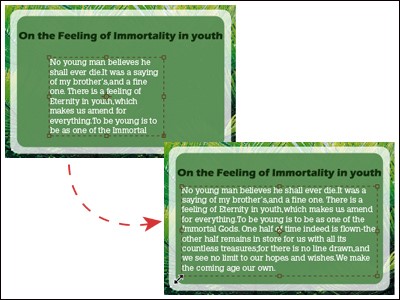 On the Feeling of Immortality in youth
No young man believes he
shall ever die.It was a saying
of my brother's,and a fine
one. There is a feeling of
Eternity in youth,which
makes us amend for
everything.To be young is to
be as one of the Immortal
On the Feeling of Immortality in youth
No young man believes he shall ever die.It was a
saying of my brother's,and a fine one. There is a
feeling of Eternity in youth,which makes us amend
for everything.To be young is to be as one of the
Immortal Gods. One half of time indeed is flown-the
other half remains in store for us with all its
countless treasures,for there is no line drawn,and
we see no limit to our hopes and wishes.We make
the coming age our own.